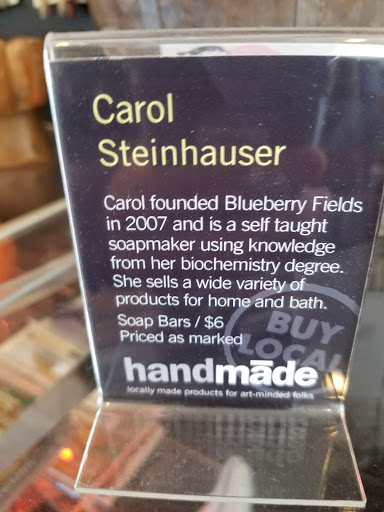 Carol
Steinhauser
Carol founded Blueberry Fields
in 2007 and is a self taught
soapmaker using knowledge
from her biochemistry degree.
She sells a wide variety of
products for home and bath.
Soap Bars / $6
Priced as marked
BUY
LOCAL
handmāde
locally made products for art-minded folks